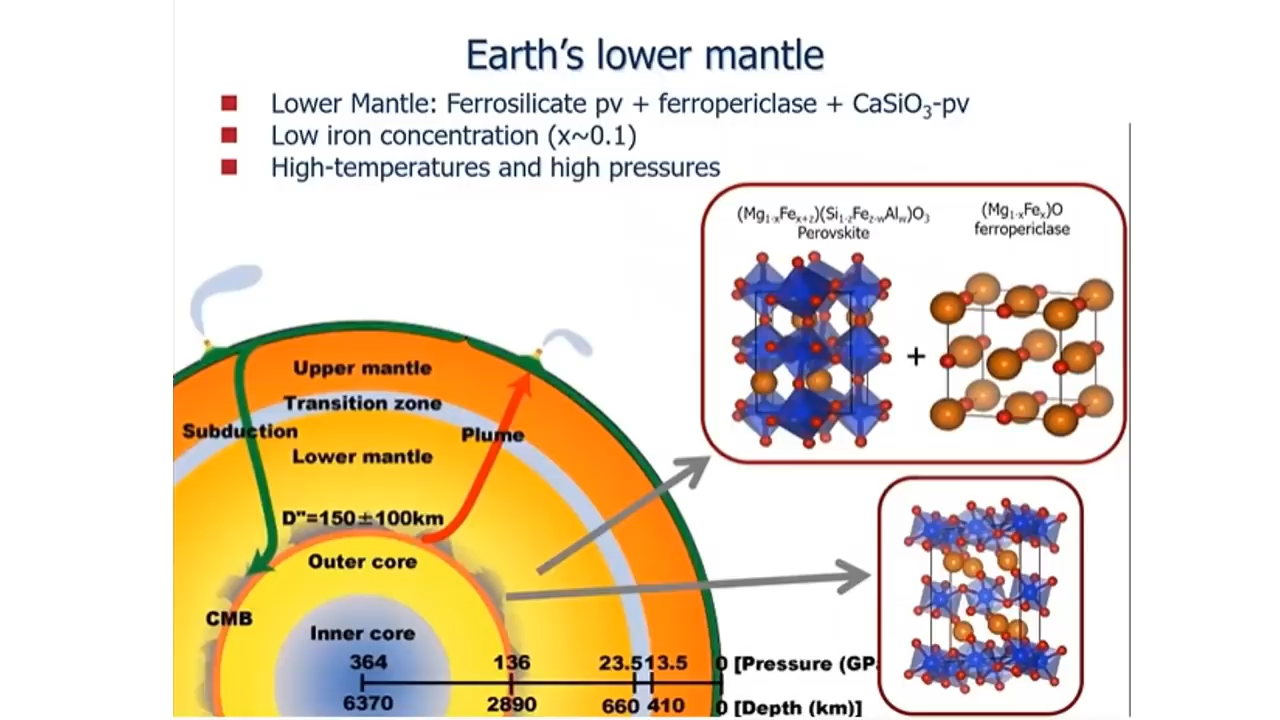 Earth's lower mantle
Lower Mantle: Ferrosilicate pv + ferropericlase + CaSiO₃-pv
Low iron concentration (x~0.1)
High-temperatures and high pressures
(Mg₁₋ₓFeₓ₊z)(Si₁₋zFez₋wAlw)O₃
Perovskite
(Mg₁₋ₓFeₓ)O
ferropericlase
+
Upper mantle
Transition zone
Subduction
Plume
Lower mantle
D"=150±100km
Outer core
CMB
Inner core
364 136 23.5 13.5 0 [Pressure (GP
6370 2890 660 410 0 [Depth (km)]